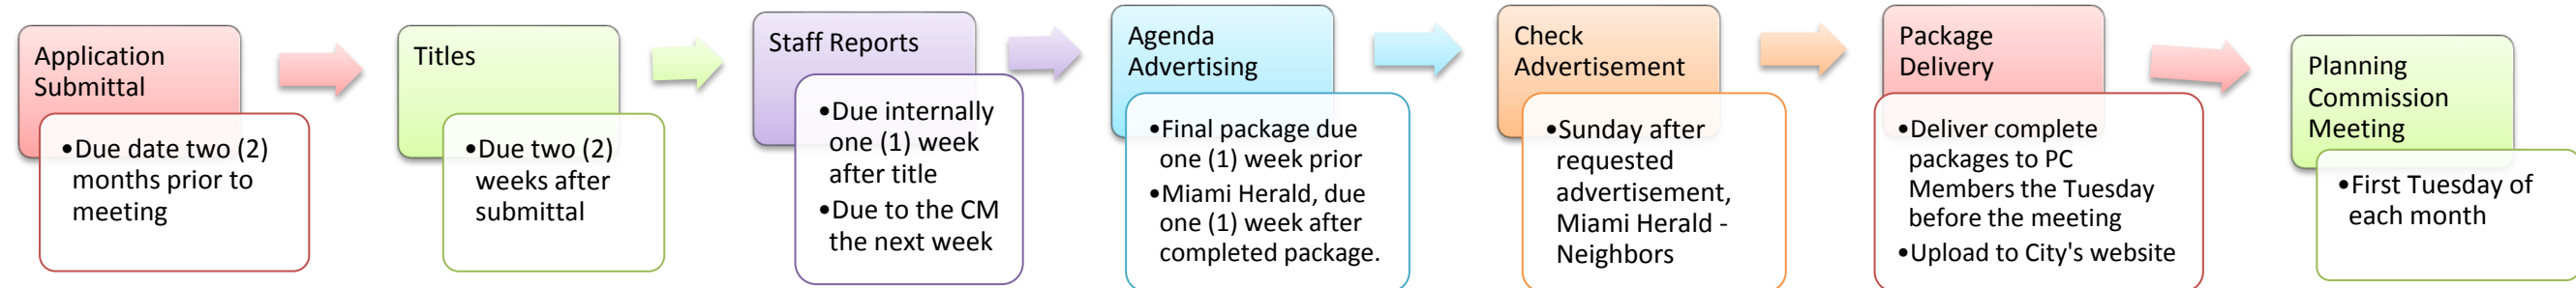 Application
Submittal
•Due date two (2)
months prior to
meeting
Titles
•Due two (2)
weeks after
submittal
Staff Reports
•Due internally
one (1) week
after title
•Due to the CM
the next week
Agenda
Advertising
•Final package due
one (1) week prior
•Miami Herald, due
one (1) week after
completed package.
Check
Advertisement
•Sunday after
requested
advertisement,
Miami Herald -
Neighbors
Package
Delivery
•Deliver complete
packages to PC
Members the Tuesday
before the meeting
•Upload to City's website
Planning
Commission
Meeting
•First Tuesday of
each month